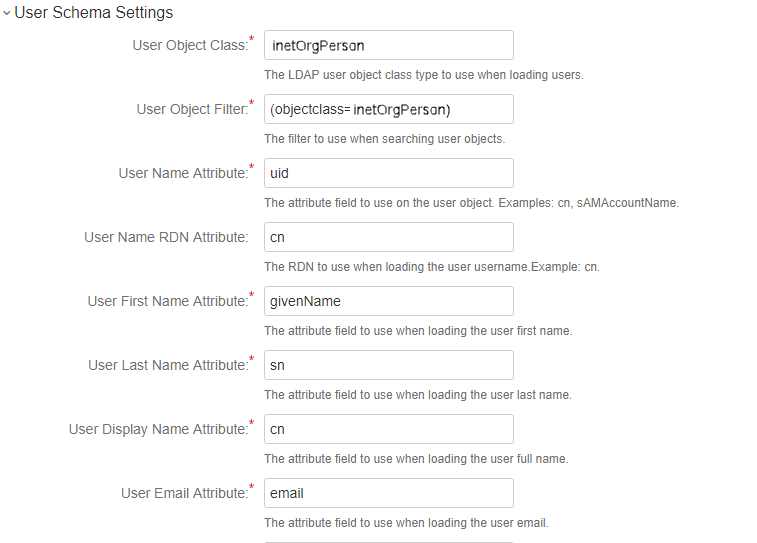 User Schema Settings
User Object Class:* inetOrgPerson
The LDAP user object class type to use when loading users.
User Object Filter:* (objectclass= inetOrgPerson)
The filter to use when searching user objects.
User Name Attribute:* uid
The attribute field to use on the user object. Examples: cn, sAMAccountName.
User Name RDN Attribute: cn
The RDN to use when loading the user username.Example: cn.
User First Name Attribute:* givenName
The attribute field to use when loading the user first name.
User Last Name Attribute:* sn
The attribute field to use when loading the user last name.
User Display Name Attribute:* cn
The attribute field to use when loading the user full name.
User Email Attribute:* email
The attribute field to use when loading the user email.